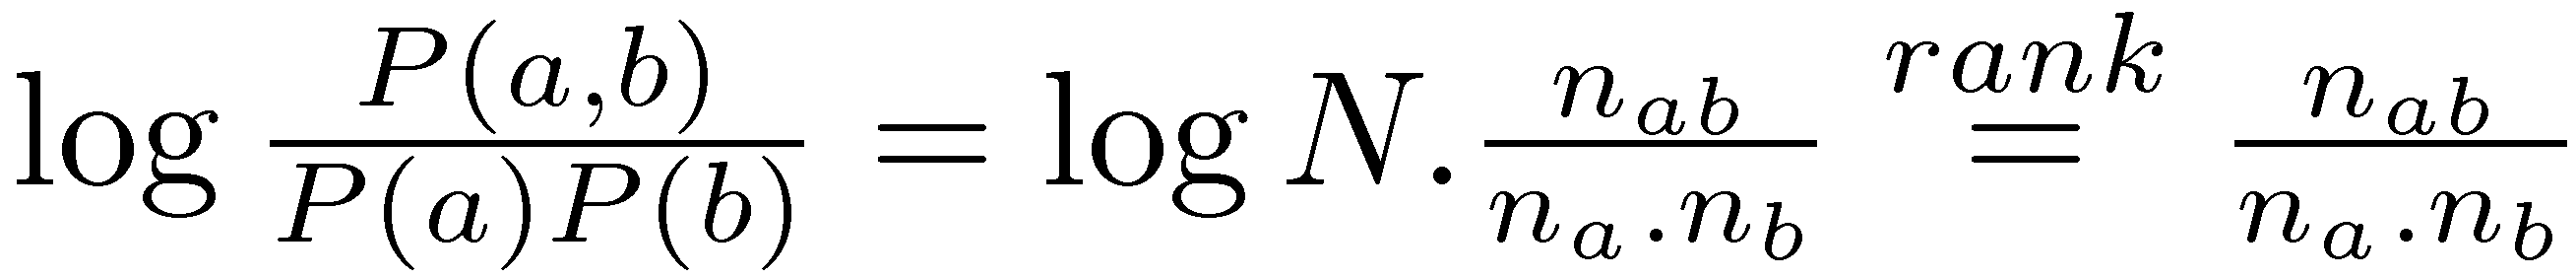 log P(a,b) / P(a)P(b) = log N. n_ab / n_a.n_b rank = n_ab / n_a.n_b